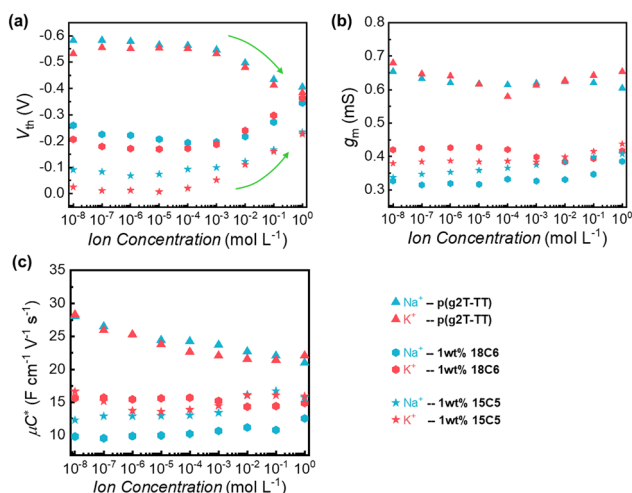 (a)
-0.6
-0.5
-0.4
-0.3
-0.2
-0.1
0.0
V_th (V)
10⁻⁸ 10⁻⁷ 10⁻⁶ 10⁻⁵ 10⁻⁴ 10⁻³ 10⁻² 10⁻¹ 10⁰
Ion Concentration (mol L⁻¹)
(b)
0.8
0.7
0.6
0.5
0.4
0.3
g_m (mS)
10⁻⁸ 10⁻⁷ 10⁻⁶ 10⁻⁵ 10⁻⁴ 10⁻³ 10⁻² 10⁻¹ 10⁰
Ion Concentration (mol L⁻¹)
(c)
35
30
25
20
15
10
μC* (F cm⁻¹ V⁻¹ s⁻¹)
10⁻⁸ 10⁻⁷ 10⁻⁶ 10⁻⁵ 10⁻⁴ 10⁻³ 10⁻² 10⁻¹ 10⁰
Ion Concentration (mol L⁻¹)
Na⁺ -- p(g2T-TT)
K⁺ -- p(g2T-TT)
Na⁺ -- 1wt% 18C6
K⁺ -- 1wt% 18C6
Na⁺ -- 1wt% 15C5
K⁺ -- 1wt% 15C5